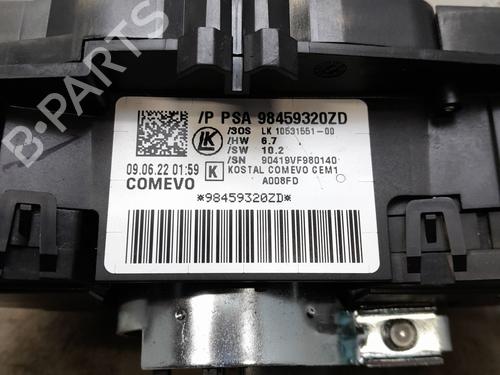 B-PARTS
/P PSA 98459320ZD
/SOS LK 10531551-00
/HW 6.7
/SW 10.2
/SN 90419VF980140
KOSTAL COMEVO CEM1
A008FD
LK
K
09.06.22 01:59
COMEVO
*98459320ZD*